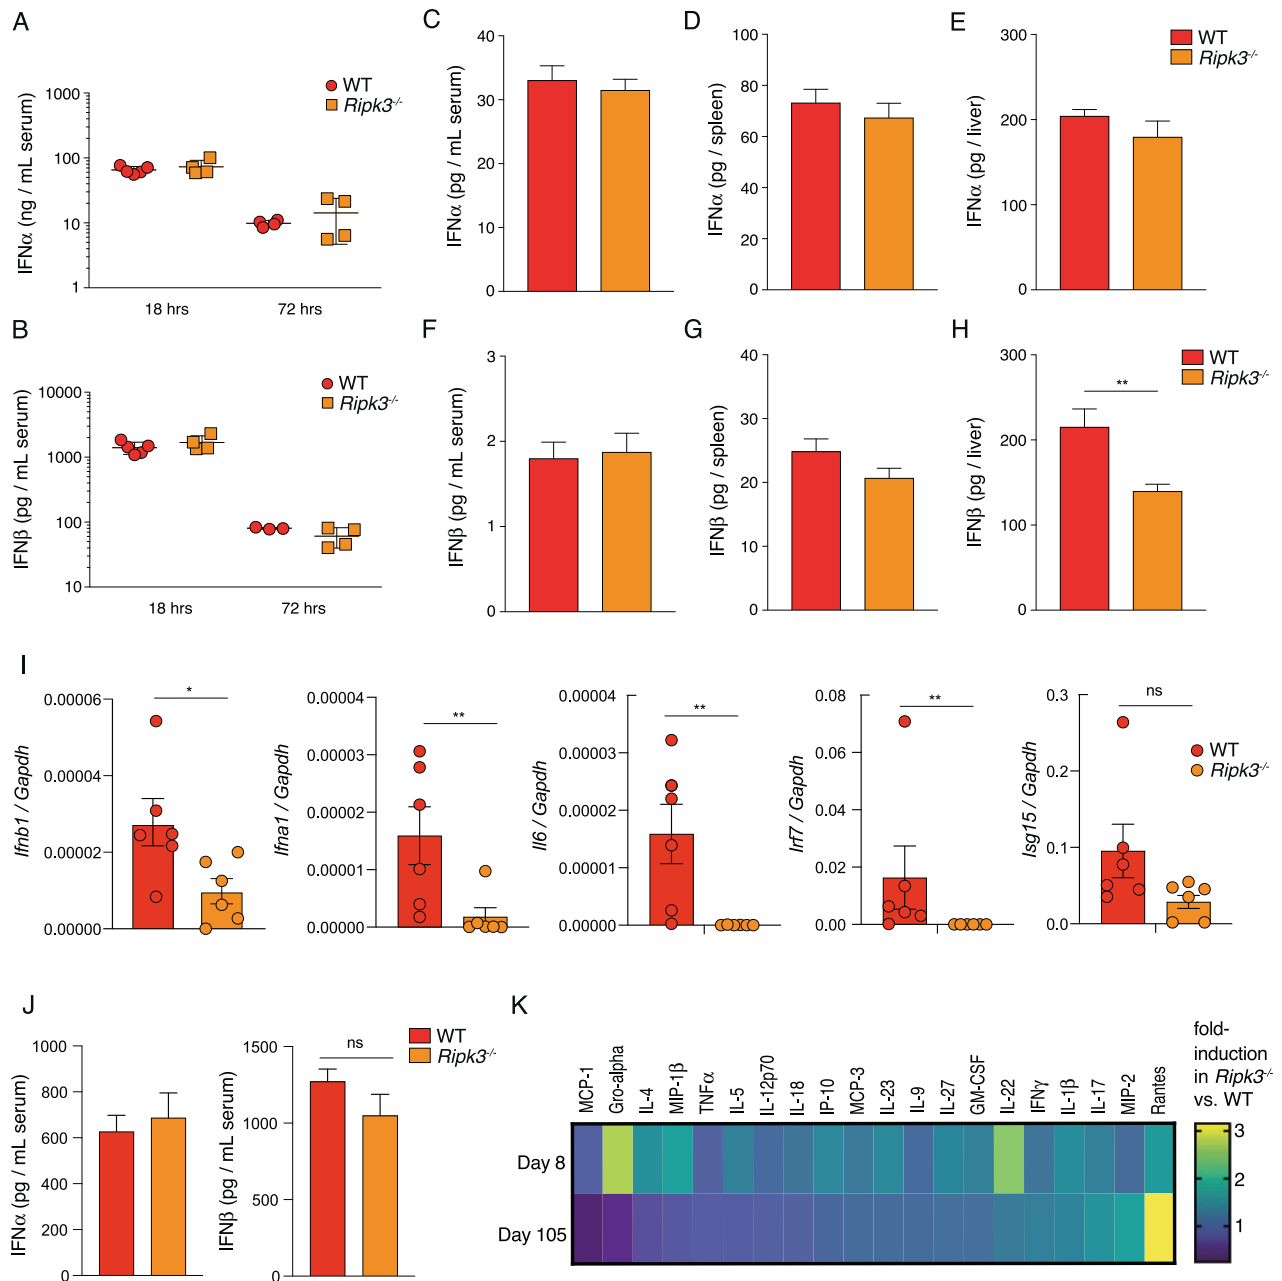 A
IFNα (ng / mL serum)
1000
100
10
1
18 hrs
72 hrs
WT
Ripk3-/-
C
IFNα (pg / mL serum)
40
30
20
10
0
D
IFNα (pg / spleen)
100
80
60
40
20
0
E
IFNα (pg / liver)
300
200
100
0
WT
Ripk3-/-
B
IFNβ (pg / mL serum)
10000
1000
100
10
18 hrs
72 hrs
WT
Ripk3-/-
F
IFNβ (pg / mL serum)
3
2
1
0
G
IFNβ (pg / spleen)
40
30
20
10
0
H
IFNβ (pg / liver)
300
200
100
0
**
WT
Ripk3-/-
I
Ifnb1 / Gapdh
0.00006
0.00004
0.00002
0.00000
*
Ifna1 / Gapdh
0.00004
0.00003
0.00002
0.00001
0.00000
**
Il6 / Gapdh
0.00004
0.00003
0.00002
0.00001
0.00000
**
Irf7 / Gapdh
0.08
0.06
0.04
0.02
0.00
**
Isg15 / Gapdh
0.3
0.2
0.1
0.0
ns
WT
Ripk3-/-
J
IFNα (pg / mL serum)
1000
800
600
400
200
0
IFNβ (pg / mL serum)
1500
1000
500
0
ns
WT
Ripk3-/-
K
MCP-1
Gro-alpha
IL-4
MIP-1β
TNFα
IL-5
IL-12p70
IL-18
IP-10
MCP-3
IL-23
IL-9
IL-27
GM-CSF
IL-22
IFNγ
IL-1β
IL-17
MIP-2
Rantes
Day 8
Day 105
fold-
induction
in Ripk3-/-
vs. WT
3
2
1